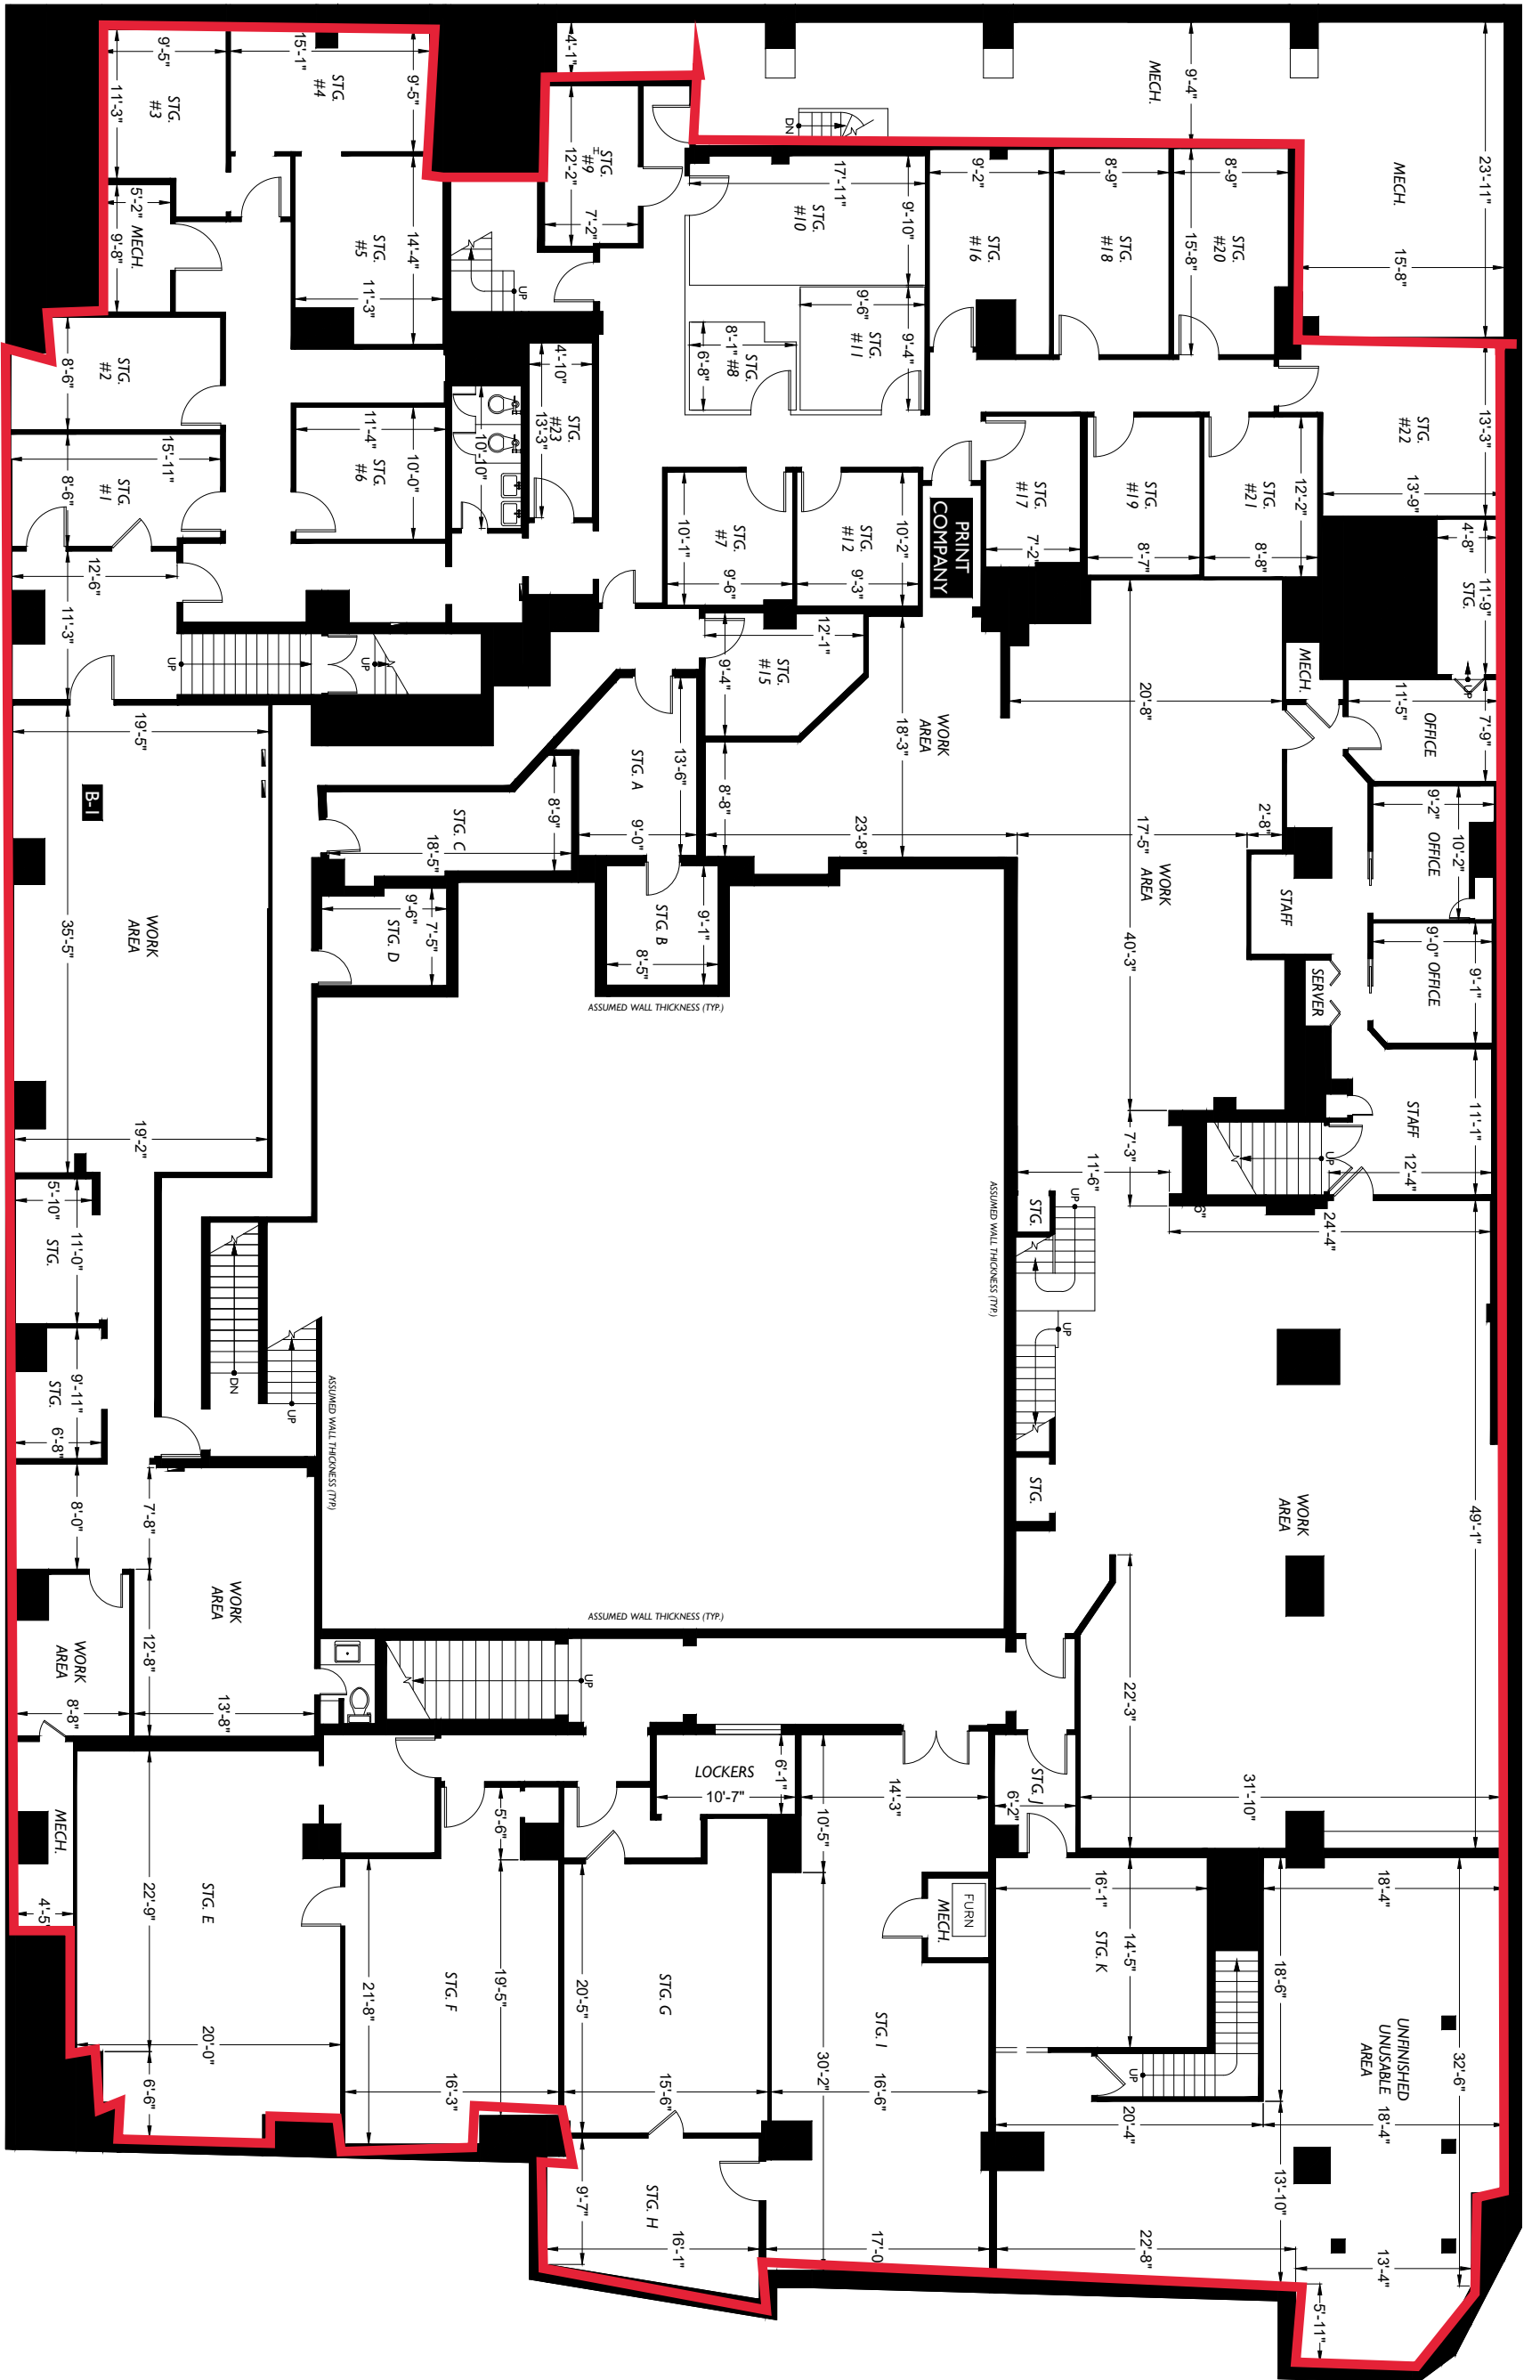 4'-1"
9'-4"
MECH.
23'-11"
MECH.
15'-8"
DN
9'-5"
11'-3"
STG.
#3
15'-1"
STG.
#4
9'-5"
5'-2"
MECH.
9'-8"
STG.
#5
14'-4"
11'-3"
UP
STG.
#9
12'-2"
7'-2"
17'-11"
STG.
#10
9'-10"
9'-6"
STG.
#11
9'-4"
8'-1"
STG.
#8
6'-8"
9'-2"
STG.
#16
8'-9"
STG.
#18
15'-8"
8'-9"
STG.
#20
STG.
#22
13'-3"
13'-9"
STG.
#2
8'-6"
15'-11"
STG.
#1
8'-6"
11'-4"
STG.
#6
10'-0"
10'-10"
4'-10"
STG.
#23
13'-3"
STG.
#7
10'-1"
9'-6"
STG.
#12
10'-2"
9'-3"
PRINT
COMPANY
STG.
#17
7'-2"
STG.
#19
8'-7"
STG.
#21
12'-2"
8'-8"
4'-8"
11'-9"
STG.
UP
12'-6"
11'-3"
UP
UP
12'-1"
STG.
#15
9'-4"
18'-3"
WORK
AREA
20'-8"
MECH.
11'-5"
OFFICE
7'-9"
19'-5"
B-1
35'-5"
WORK
AREA
19'-2"
STG. A
13'-6"
9'-0"
8'-8"
23'-8"
8'-9"
STG. C
18'-5"
9'-6"
7'-5"
STG. D
STG. B
9'-1"
8'-5"
17'-5"
2'-8"
WORK
AREA
40'-3"
STAFF
SERVER
9'-2"
OFFICE
10'-2"
9'-0"
OFFICE
9'-1"
STAFF
11'-1"
12'-4"
UP
ASSUMED WALL THICKNESS (TYP.)
ASSUMED WALL THICKNESS (TYP.)
ASSUMED WALL THICKNESS (TYP.)
ASSUMED WALL THICKNESS (TYP.)
7'-3"
11'-6"
24'-4"
STG.
UP
UP
STG.
5'-10"
STG.
11'-0"
STG.
9'-11"
6'-8"
DN
UP
8'-0"
7'-8"
WORK
AREA
12'-8"
13'-8"
WORK
AREA
8'-8"
UP
WORK
AREA
49'-1"
22'-3"
31'-10"
LOCKERS
10'-7"
6'-1"
14'-3"
10'-5"
STG. J
6'-2"
MECH.
4'-5"
22'-9"
STG. E
20'-0"
6'-6"
5'-6"
21'-8"
STG. F
19'-5"
16'-3"
20'-5"
STG. G
15'-6"
9'-7"
STG. H
16'-1"
FURN
MECH.
STG. I
30'-2"
16'-6"
17'-0
16'-1"
STG. K
14'-5"
UP
20'-4"
18'-6"
18'-4"
UNFINISHED
UNUSABLE
AREA
32'-6"
18'-4"
13'-10"
22'-8"
13'-4"
5'-11"